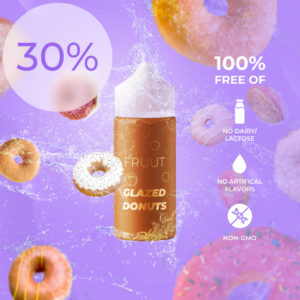 30%
100%
FREE OF
NO DAIRY/
LACTOSE
NO ARTIFICAL
FLAVORS
NON-GMO
FRUUT
GLAZED
DONUTS